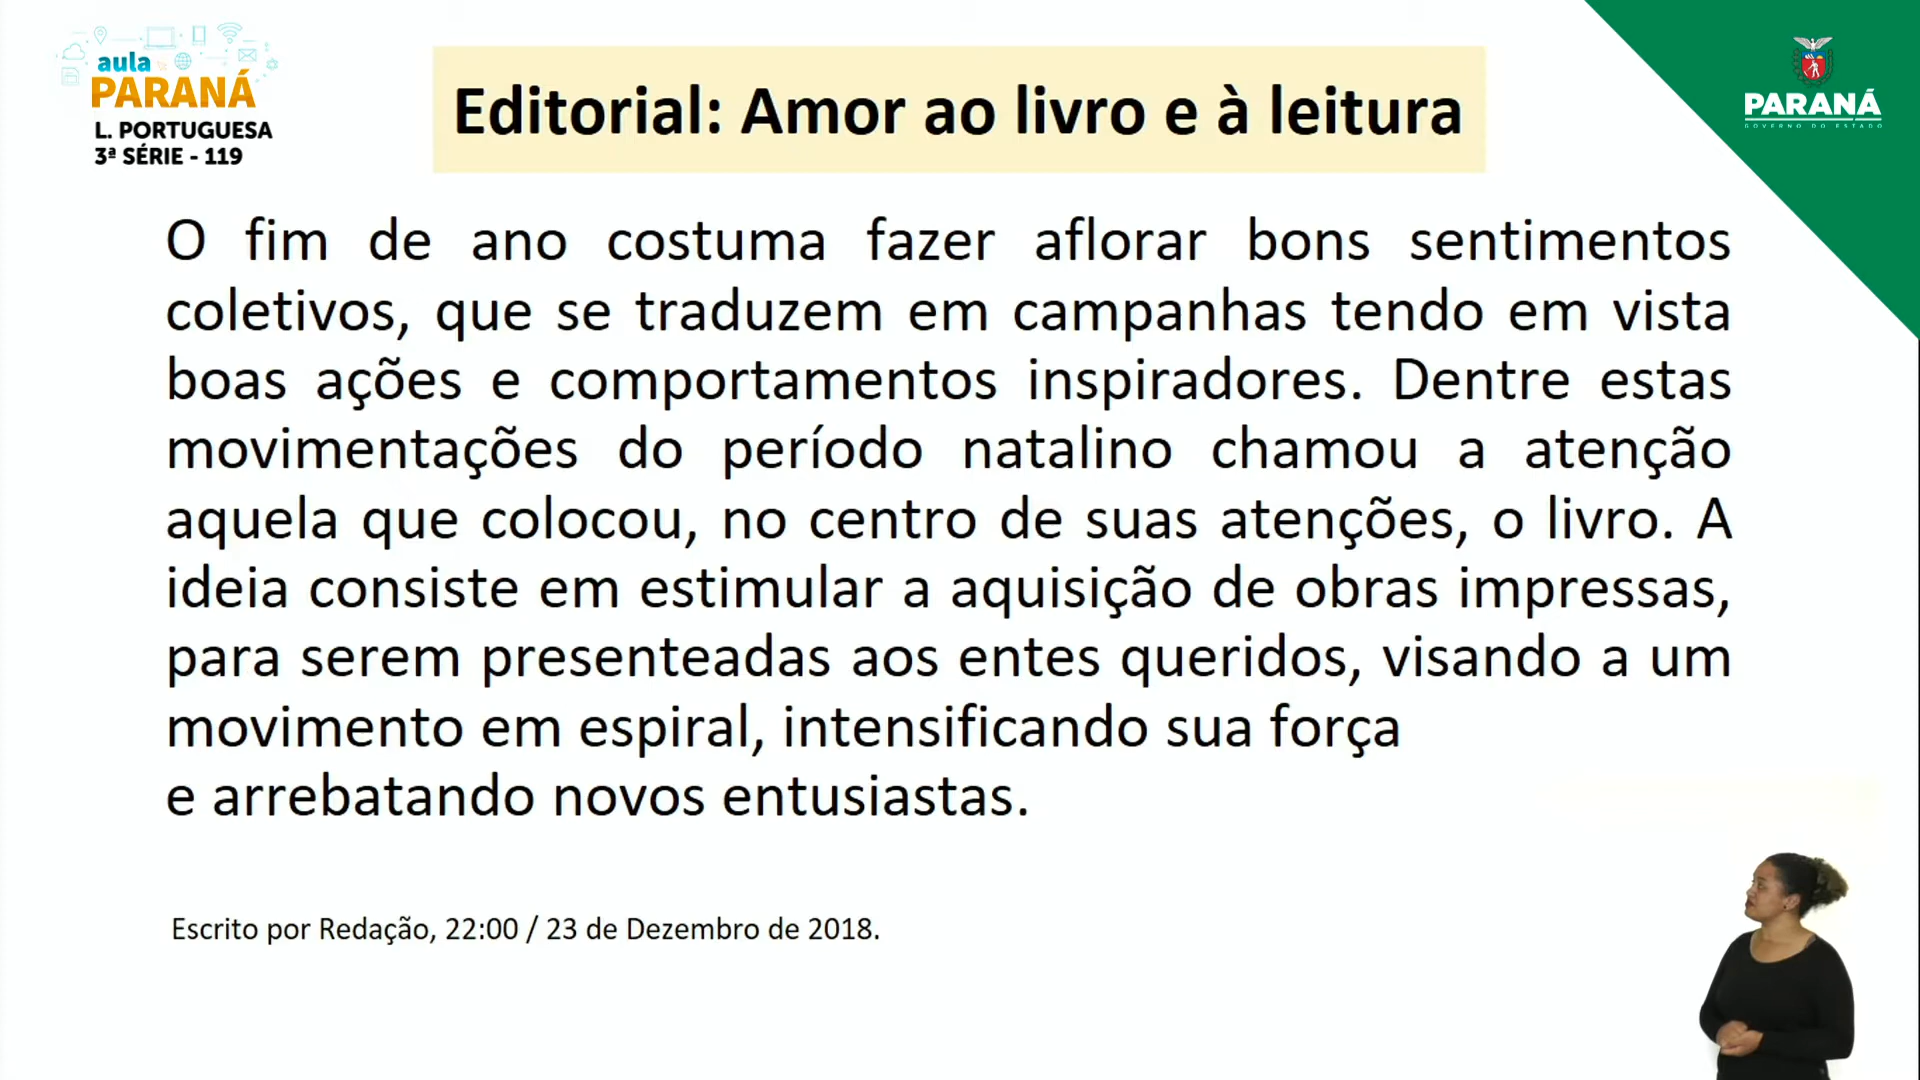 aula
PARANÁ
L. PORTUGUESA
3ª SÉRIE - 119
Editorial: Amor ao livro e à leitura
PARANÁ
GOVERNO DO ESTADO
O fim de ano costuma fazer aflorar bons sentimentos
coletivos, que se traduzem em campanhas tendo em vista
boas ações e comportamentos inspiradores. Dentre estas
movimentações do período natalino chamou a atenção
aquela que colocou, no centro de suas atenções, o livro. A
ideia consiste em estimular a aquisição de obras impressas,
para serem presenteadas aos entes queridos, visando a um
movimento em espiral, intensificando sua força
e arrebatando novos entusiastas.
Escrito por Redação, 22:00 / 23 de Dezembro de 2018.